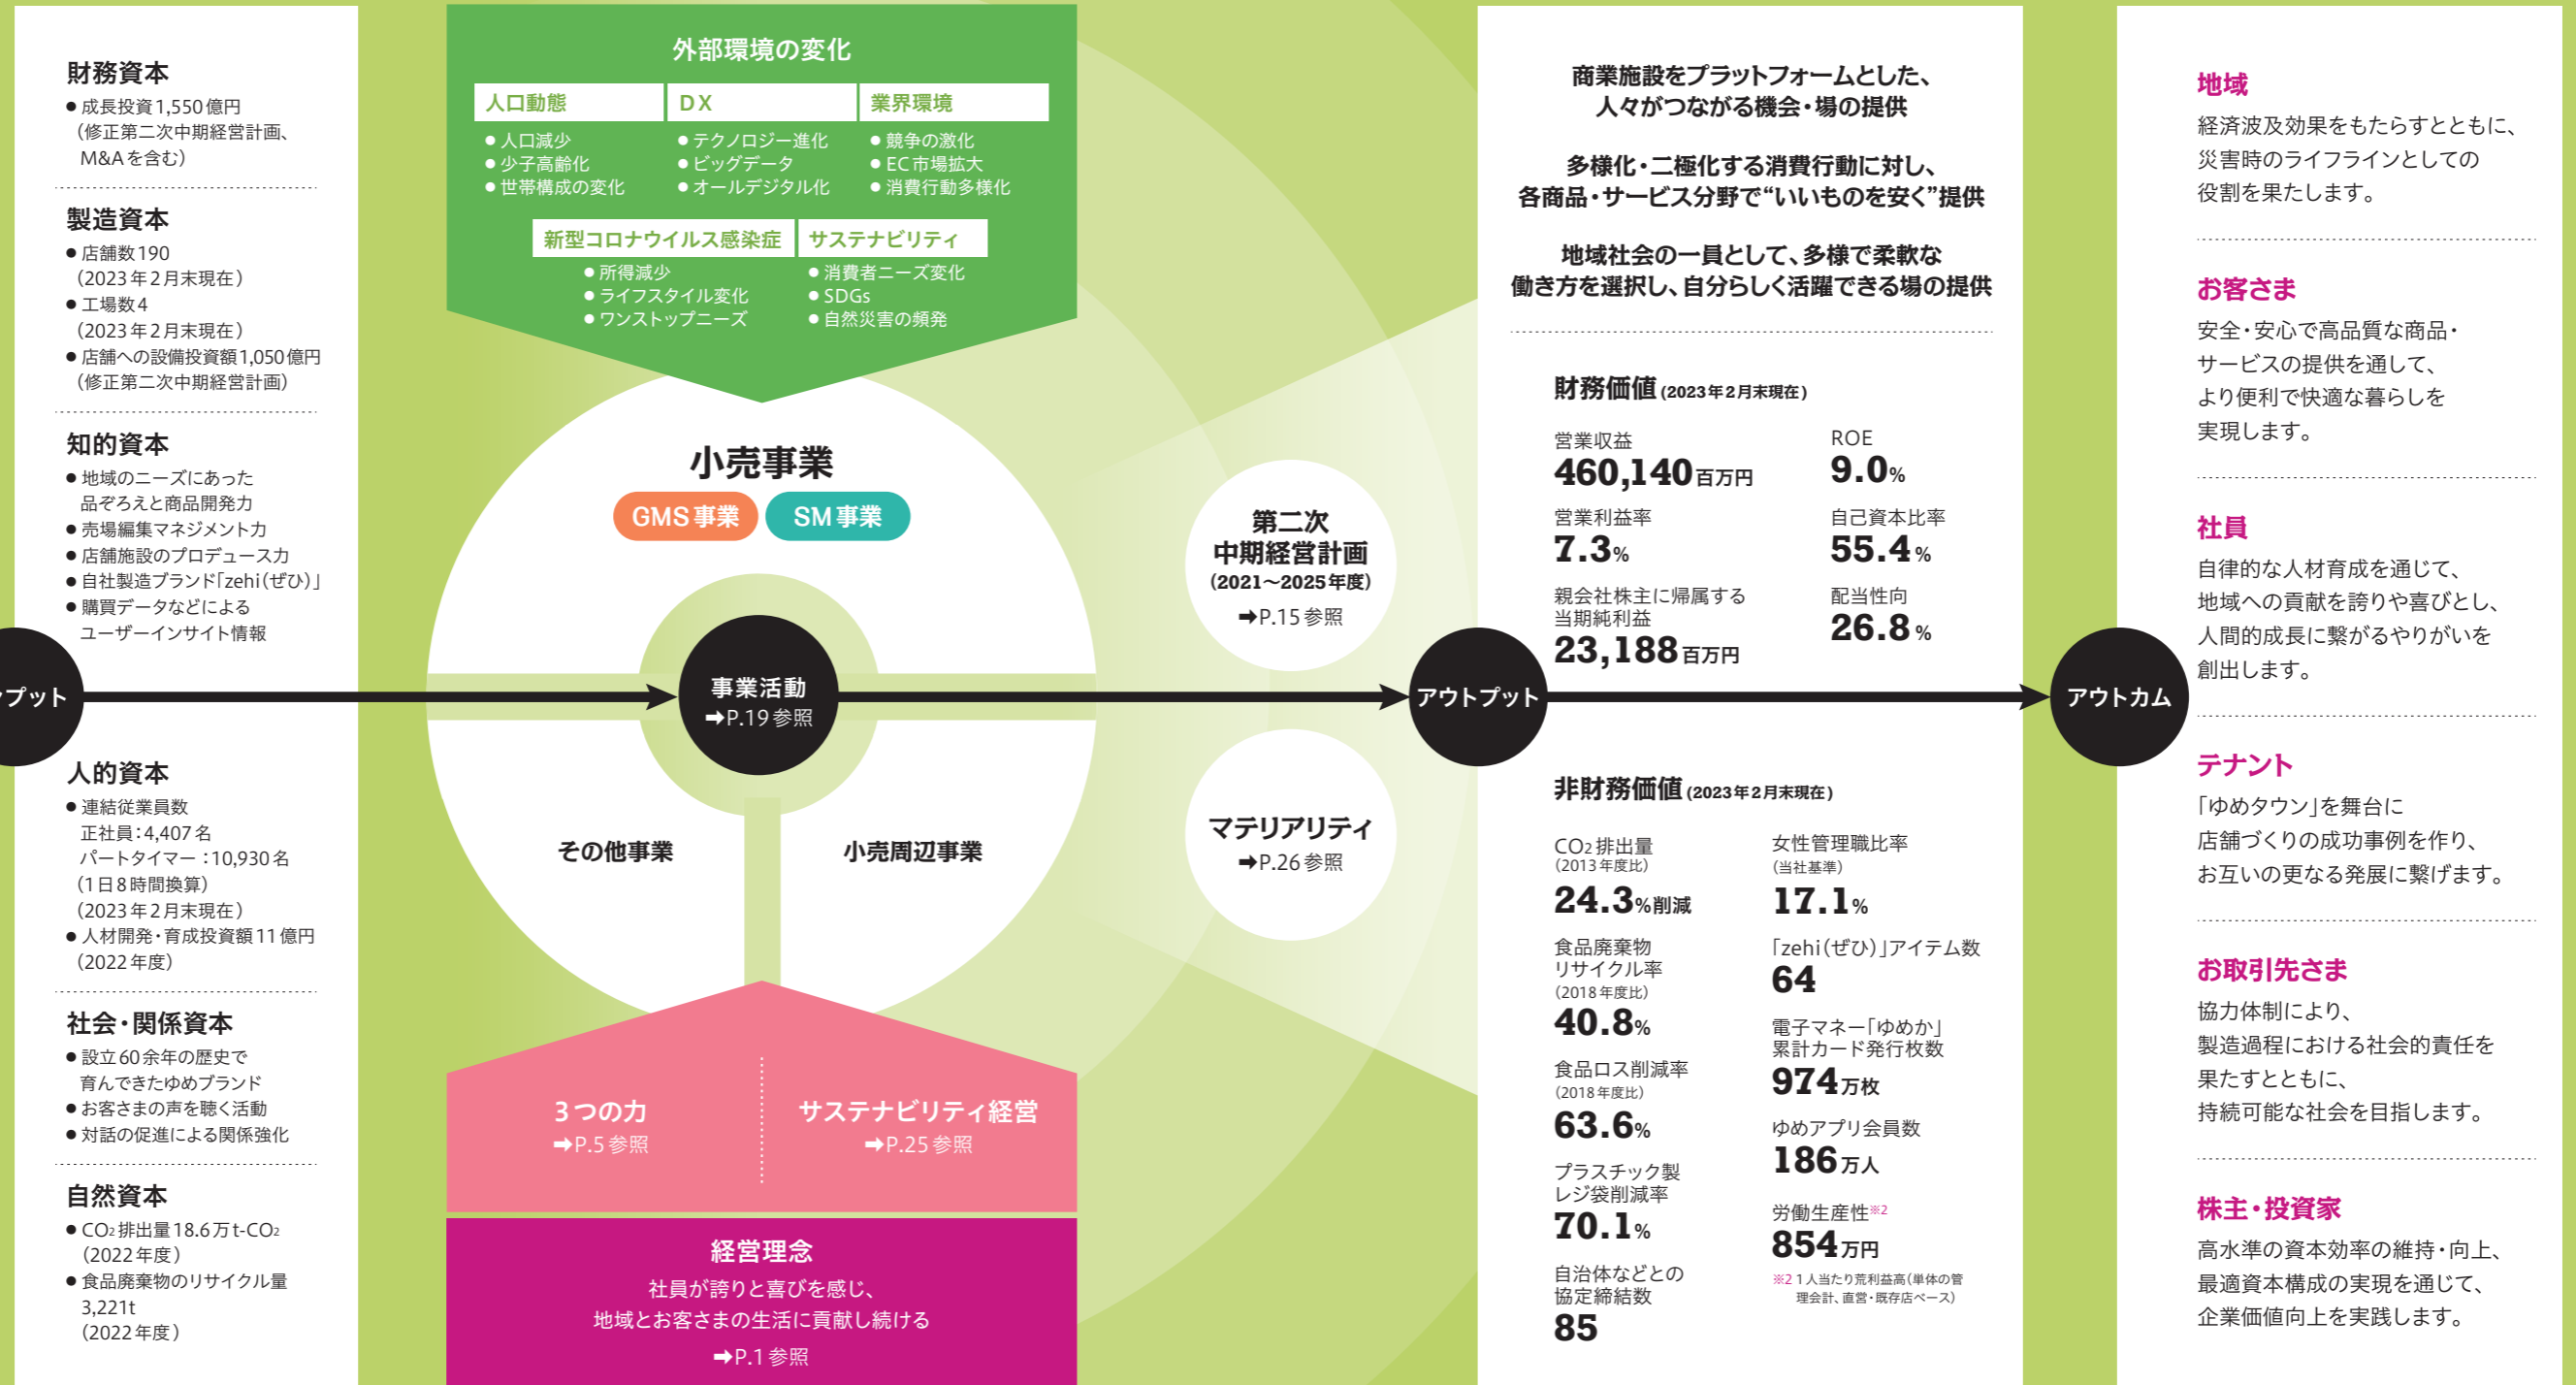 財務資本
● 成長投資1,550億円
（修正第二次中期経営計画、
M&Aを含む）
製造資本
● 店舗数190
（2023年2月末現在）
● 工場数4
（2023年2月末現在）
● 店舗への設備投資額1,050億円
（修正第二次中期経営計画）
知的資本
● 地域のニーズにあった
品ぞろえと商品開発力
● 売場編集マネジメント力
● 店舗施設のプロデュース力
● 自社製造ブランド「zehi（ぜひ）」
● 購買データなどによる
ユーザーインサイト情報
プット
人的資本
● 連結従業員数
正社員：4,407名
パートタイマー：10,930名
（1日8時間換算）
（2023年2月末現在）
● 人材開発・育成投資額11億円
（2022年度）
社会・関係資本
● 設立60余年の歴史で
育んできたゆめブランド
● お客さまの声を聴く活動
● 対話の促進による関係強化
自然資本
● CO2排出量18.6万t-CO2
（2022年度）
● 食品廃棄物のリサイクル量
3,221t
（2022年度）
外部環境の変化
人口動態
● 人口減少
● 少子高齢化
● 世帯構成の変化
DX
● テクノロジー進化
● ビッグデータ
● オールデジタル化
業界環境
● 競争の激化
● EC市場拡大
● 消費行動多様化
新型コロナウイルス感染症
● 所得減少
● ライフスタイル変化
● ワンストップニーズ
サステナビリティ
● 消費者ニーズ変化
● SDGs
● 自然災害の頻発
小売事業
GMS事業
SM事業
事業活動
➡P.19参照
その他事業
小売周辺事業
3つの力
➡P.5参照
サステナビリティ経営
➡P.25参照
経営理念
社員が誇りと喜びを感じ、
地域とお客さまの生活に貢献し続ける
➡P.1参照
第二次
中期経営計画
（2021〜2025年度）
➡P.15参照
マテリアリティ
➡P.26参照
アウトプット
商業施設をプラットフォームとした、
人々がつながる機会・場の提供
多様化・二極化する消費行動に対し、
各商品・サービス分野で“いいものを安く”提供
地域社会の一員として、多様で柔軟な
働き方を選択し、自分らしく活躍できる場の提供
財務価値 (2023年2月末現在)
営業収益
460,140百万円
営業利益率
7.3%
親会社株主に帰属する
当期純利益
23,188百万円
ROE
9.0%
自己資本比率
55.4%
配当性向
26.8%
非財務価値 (2023年2月末現在)
CO2排出量
（2013年度比）
24.3%削減
食品廃棄物
リサイクル率
（2018年度比）
40.8%
食品ロス削減率
（2018年度比）
63.6%
プラスチック製
レジ袋削減率
70.1%
自治体などとの
協定締結数
85
女性管理職比率
（当社基準）
17.1%
「zehi（ぜひ）」アイテム数
64
電子マネー「ゆめか」
累計カード発行枚数
974万枚
ゆめアプリ会員数
186万人
労働生産性※2
854万円
※2 1人当たり荒利益高（単体の管
理会計、直営・既存店ベース）
アウトカム
地域
経済波及効果をもたらすとともに、
災害時のライフラインとしての
役割を果たします。
お客さま
安全・安心で高品質な商品・
サービスの提供を通して、
より便利で快適な暮らしを
実現します。
社員
自律的な人材育成を通じて、
地域への貢献を誇りや喜びとし、
人間的成長に繋がるやりがいを
創出します。
テナント
「ゆめタウン」を舞台に
店舗づくりの成功事例を作り、
お互いの更なる発展に繋げます。
お取引先さま
協力体制により、
製造過程における社会的責任を
果たすとともに、
持続可能な社会を目指します。
株主・投資家
高水準の資本効率の維持・向上、
最適資本構成の実現を通じて、
企業価値向上を実践します。